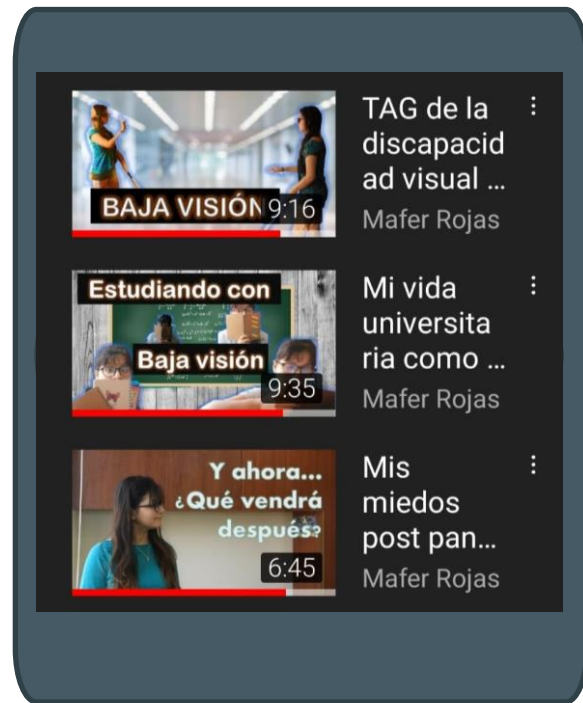 BAJA VISIÓN
9:16
TAG de la
discapacid
ad visual ...
Mafer Rojas
Estudiando con
Baja visión
9:35
Mi vida
universita
ria como ...
Mafer Rojas
Y ahora...
¿Qué vendrá
después?
6:45
Mis
miedos
post pan...
Mafer Rojas